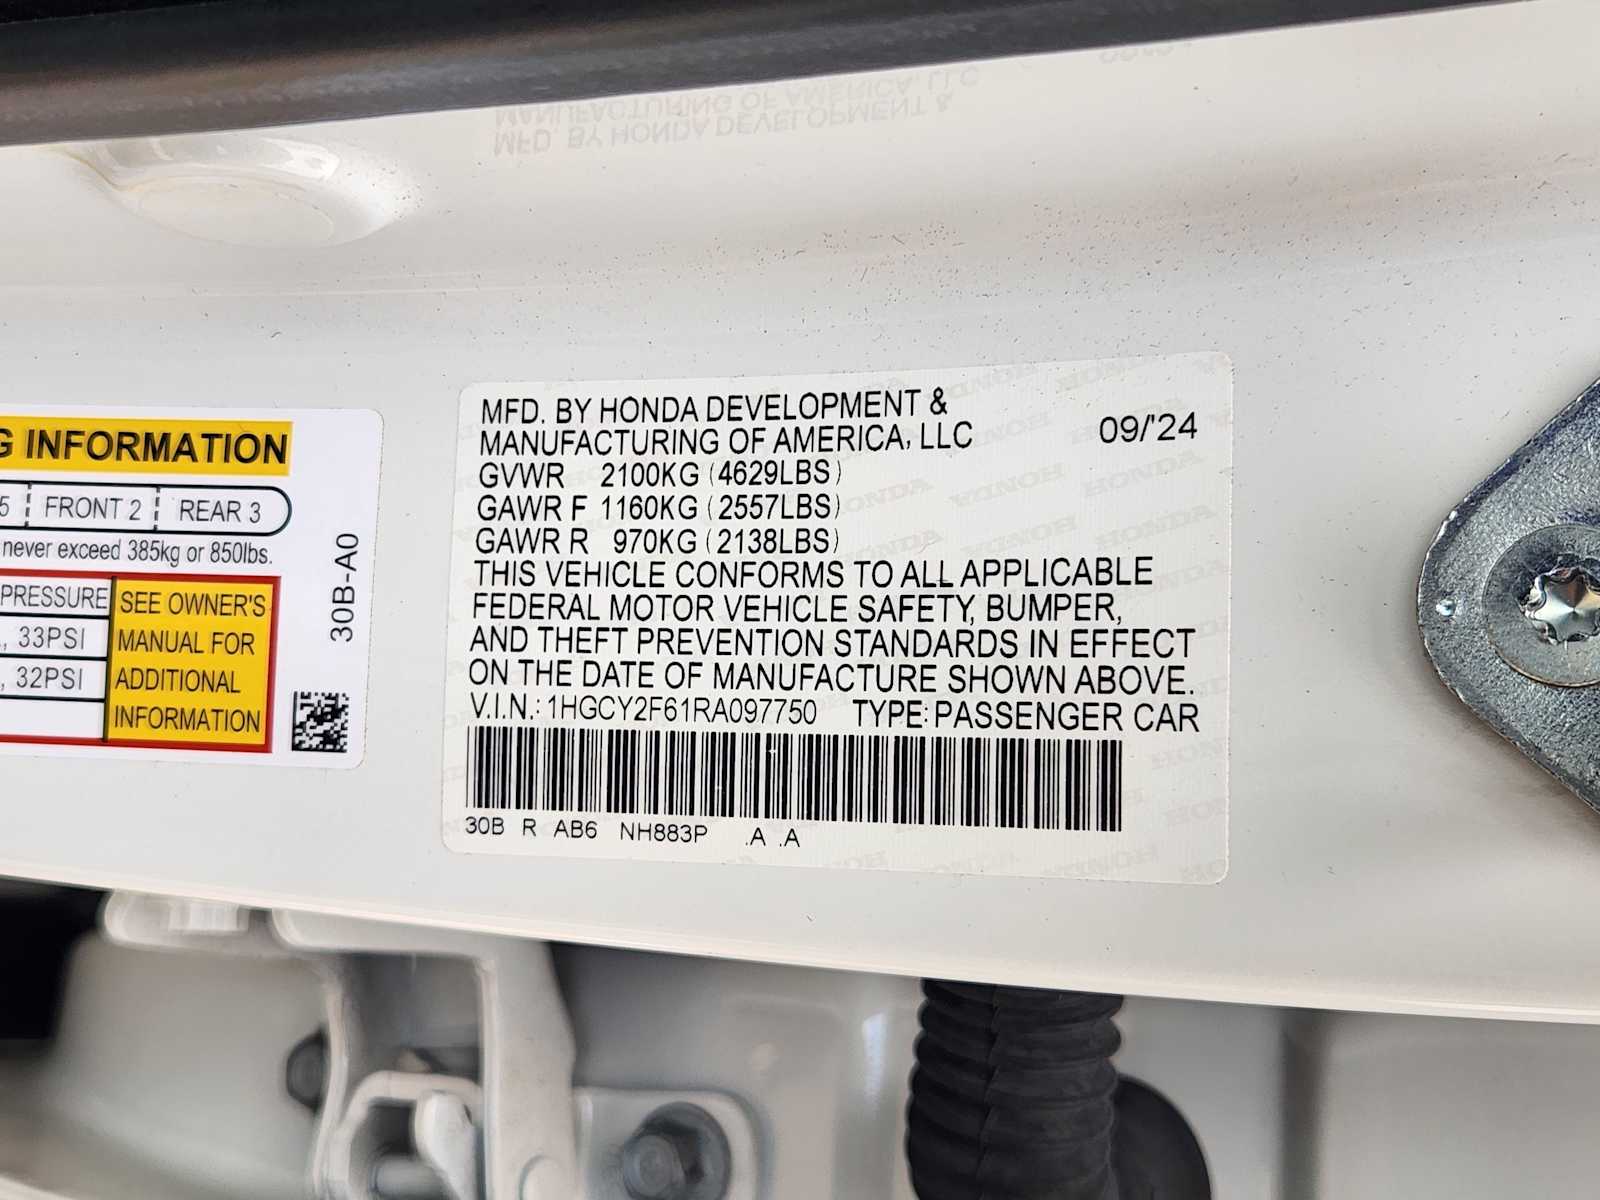 G INFORMATION
5 FRONT 2 REAR 3
never exceed 385kg or 850lbs.
PRESSURE
, 33PSI
, 32PSI
SEE OWNER'S
MANUAL FOR
ADDITIONAL
INFORMATION
30B-A0
MFD. BY HONDA DEVELOPMENT &
MANUFACTURING OF AMERICA, LLC 09/'24
GVWR 2100KG (4629LBS)
GAWR F 1160KG (2557LBS)
GAWR R 970KG (2138LBS)
THIS VEHICLE CONFORMS TO ALL APPLICABLE
FEDERAL MOTOR VEHICLE SAFETY, BUMPER,
AND THEFT PREVENTION STANDARDS IN EFFECT
ON THE DATE OF MANUFACTURE SHOWN ABOVE.
V.I.N.: 1HGCY2F61RA097750 TYPE: PASSENGER CAR
30B R AB6 NH883P .A .A